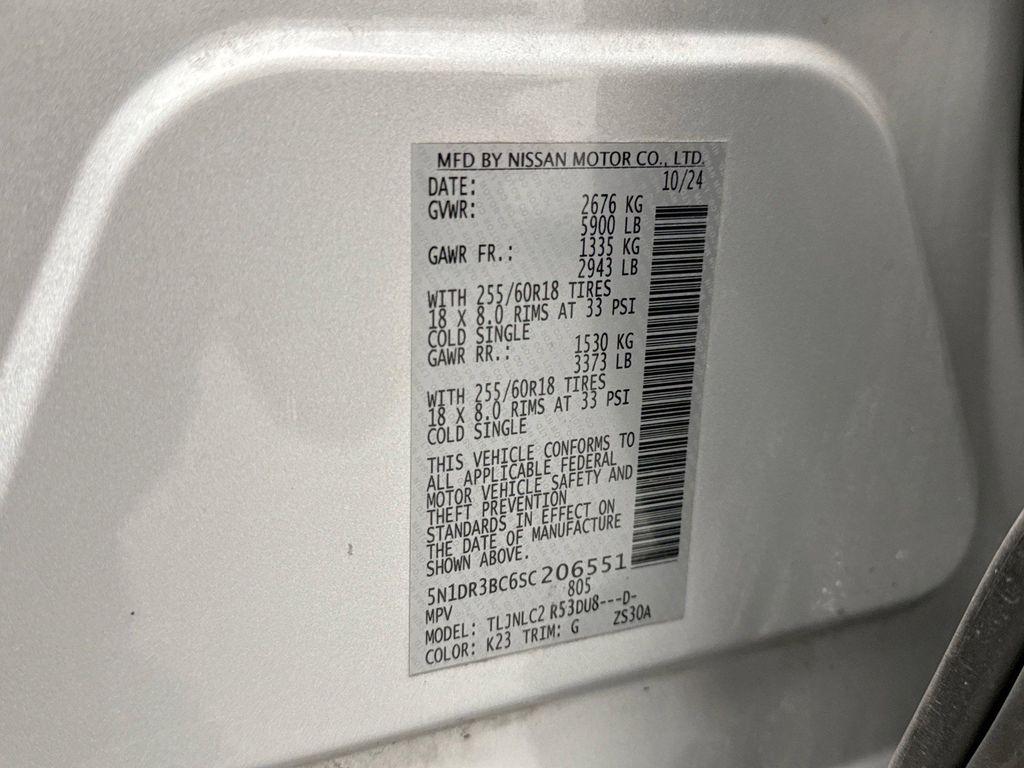 MFD BY NISSAN MOTOR CO., LTD.
DATE: 10/24
GVWR: 2676 KG
5900 LB
GAWR FR.: 1335 KG
2943 LB
WITH 255/60R18 TIRES
18 X 8.0 RIMS AT 33 PSI
COLD SINGLE
GAWR RR.: 1530 KG
3373 LB
WITH 255/60R18 TIRES
18 X 8.0 RIMS AT 33 PSI
COLD SINGLE
THIS VEHICLE CONFORMS TO
ALL APPLICABLE FEDERAL
MOTOR VEHICLE SAFETY AND
THEFT PREVENTION
STANDARDS IN EFFECT ON
THE DATE OF MANUFACTURE
SHOWN ABOVE.
5N1DR3BC6SC206551
MPV 805
MODEL: TLJNLC2 R53DU8---D-
COLOR: K23 TRIM: G ZS30A